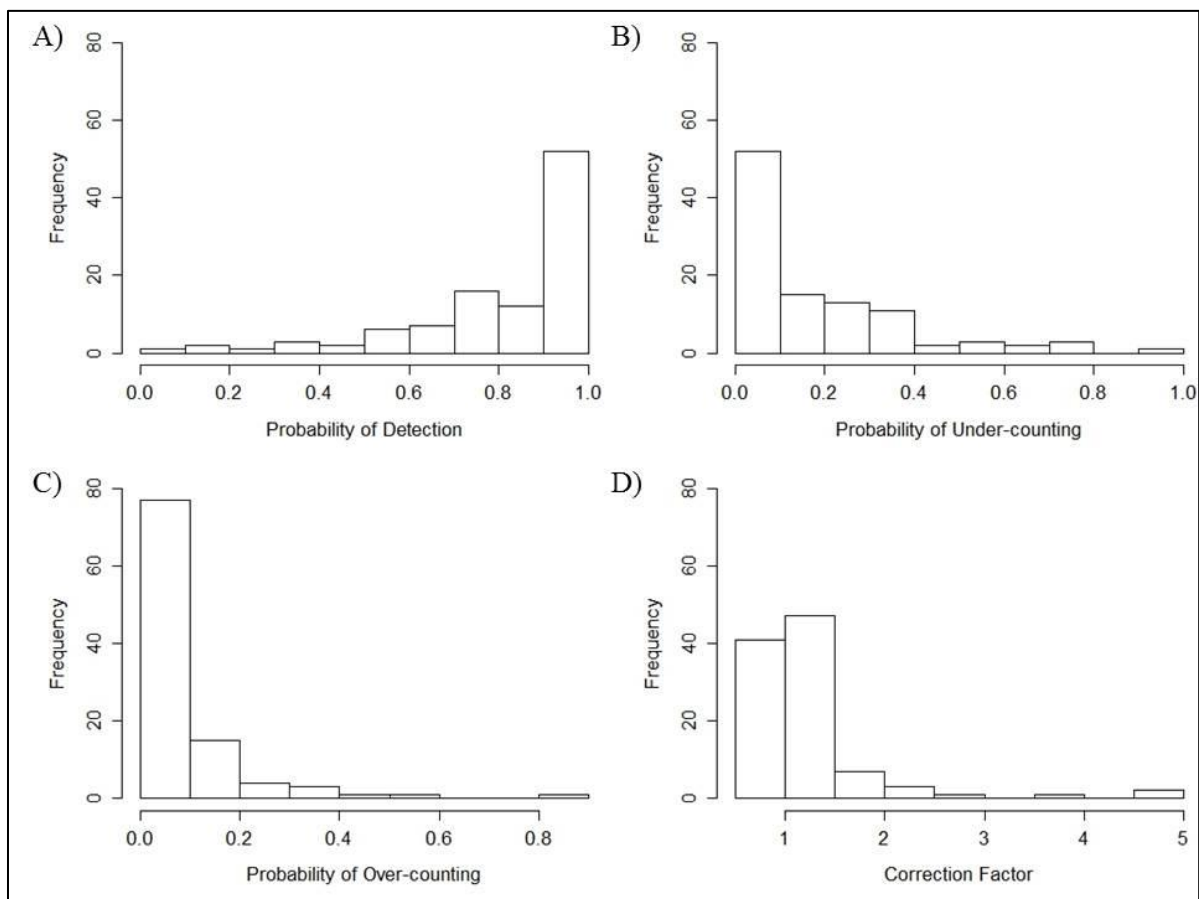 A)
80
60
40
20
0
Frequency
0.0 0.2 0.4 0.6 0.8 1.0
Probability of Detection
B)
80
60
40
20
0
Frequency
0.0 0.2 0.4 0.6 0.8 1.0
Probability of Under-counting
C)
80
60
40
20
0
Frequency
0.0 0.2 0.4 0.6 0.8
Probability of Over-counting
D)
80
60
40
20
0
Frequency
1 2 3 4 5
Correction Factor